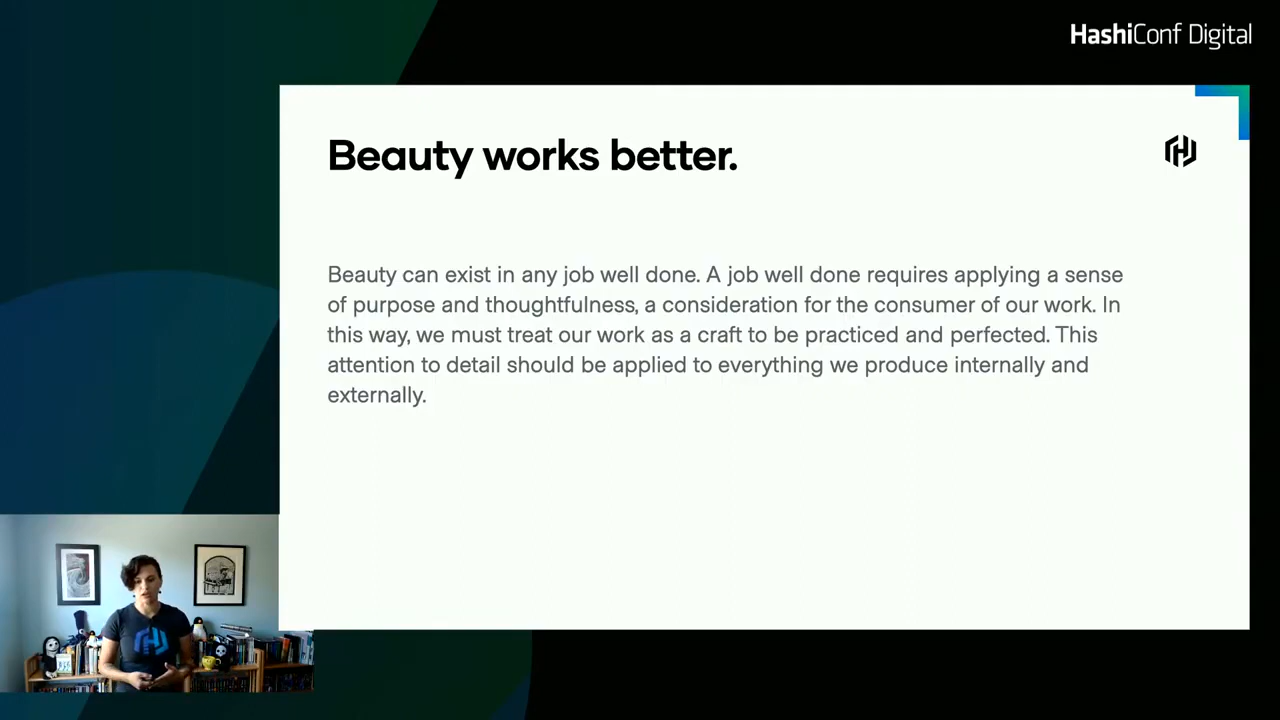 HashiConf Digital
Beauty works better.
Beauty can exist in any job well done. A job well done requires applying a sense
of purpose and thoughtfulness, a consideration for the consumer of our work. In
this way, we must treat our work as a craft to be practiced and perfected. This
attention to detail should be applied to everything we produce internally and
externally.